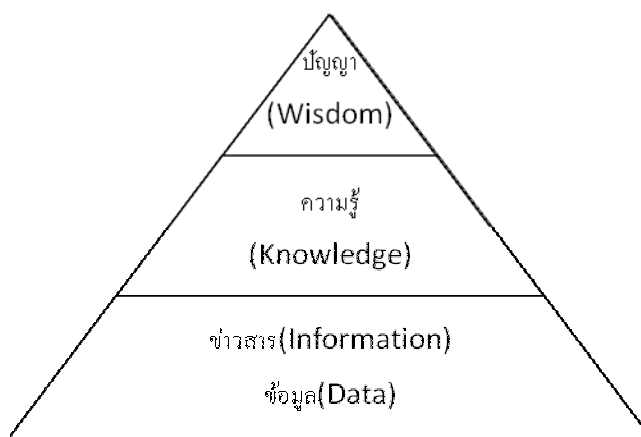 ปัญญา
(Wisdom)
ความรู้
(Knowledge)
ข่าวสาร(Information)
ข้อมูล(Data)